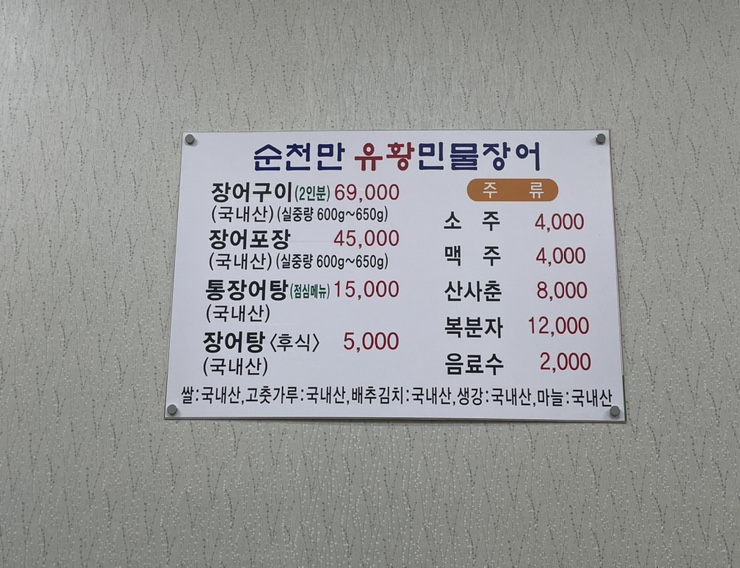 순천만 유황민물장어
장어구이(2인분) 69,000
(국내산)(실중량 600g~650g)
장어포장 45,000
(국내산)(실중량 600g~650g)
통장어탕(점심메뉴) 15,000
(국내산)
장어탕〈후식〉 5,000
(국내산)
주 류
소 주 4,000
맥 주 4,000
산사춘 8,000
복분자 12,000
음료수 2,000
쌀:국내산,고춧가루:국내산,배추김치:국내산,생강:국내산,마늘:국내산